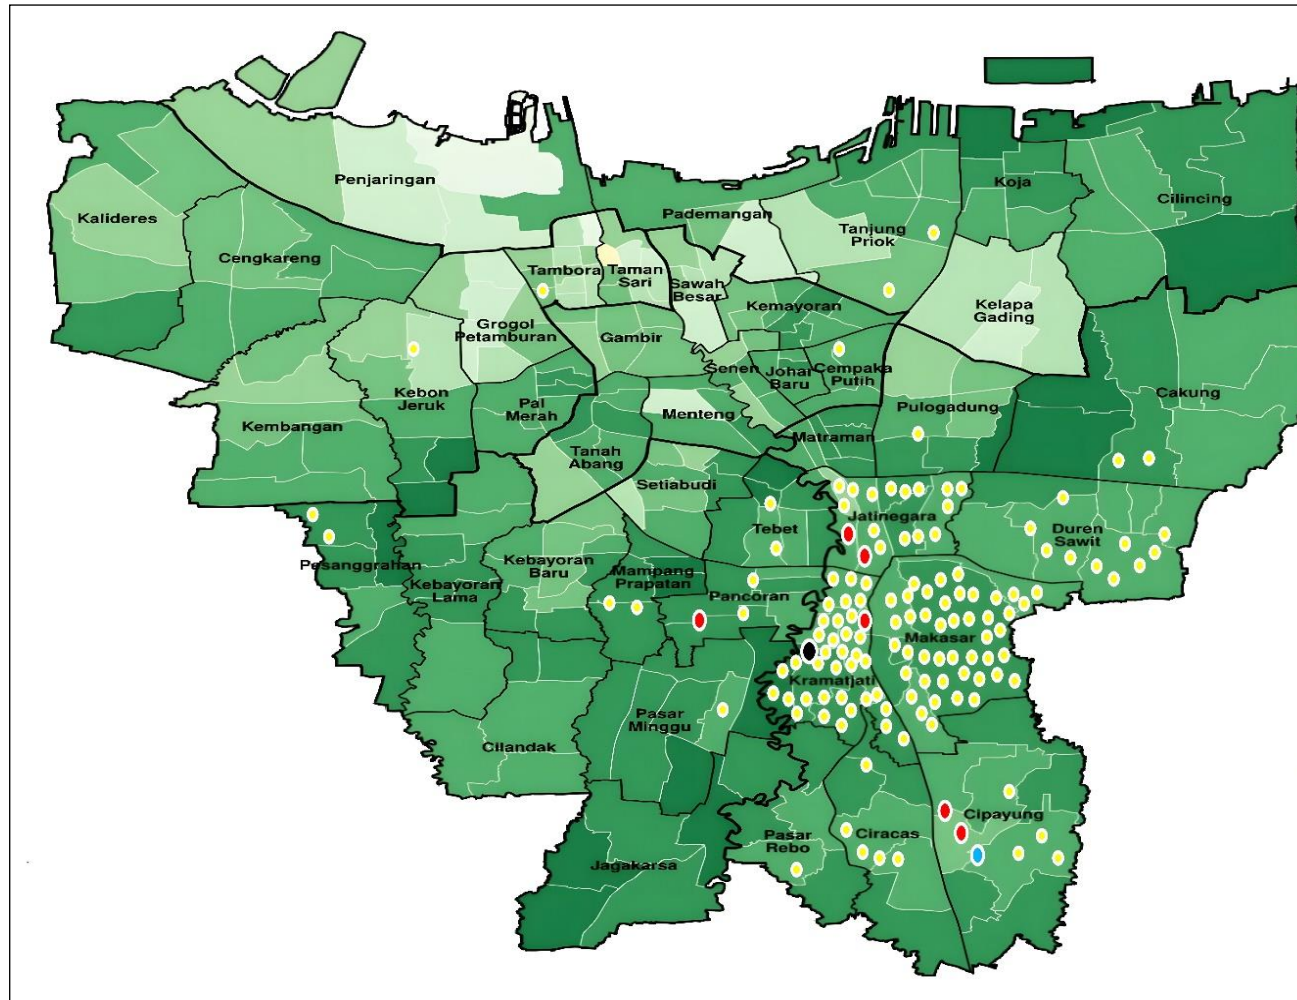 Penjaringan
Kalideres
Cengkareng
Pademangan
Tanjung
Priok
Koja
Cilincing
Tambora
Taman
Sari
Sawah
Besar
Kemayoran
Kelapa
Gading
Grogol
Petamburan
Gambir
Senen
Johar
Baru
Cempaka
Putih
Kebon
Jeruk
Pal
Merah
Menteng
Pulogadung
Cakung
Kembangan
Tanah
Abang
Matraman
Setiabudi
Tebet
Jatinegara
Duren
Sawit
Pesanggrahan
Kebayoran
Lama
Kebayoran
Baru
Mampang
Prapatan
Pancoran
Makasar
Kramatjati
Pasar
Minggu
Cilandak
Cipayung
Pasar
Rebo
Ciracas
Jagakarsa